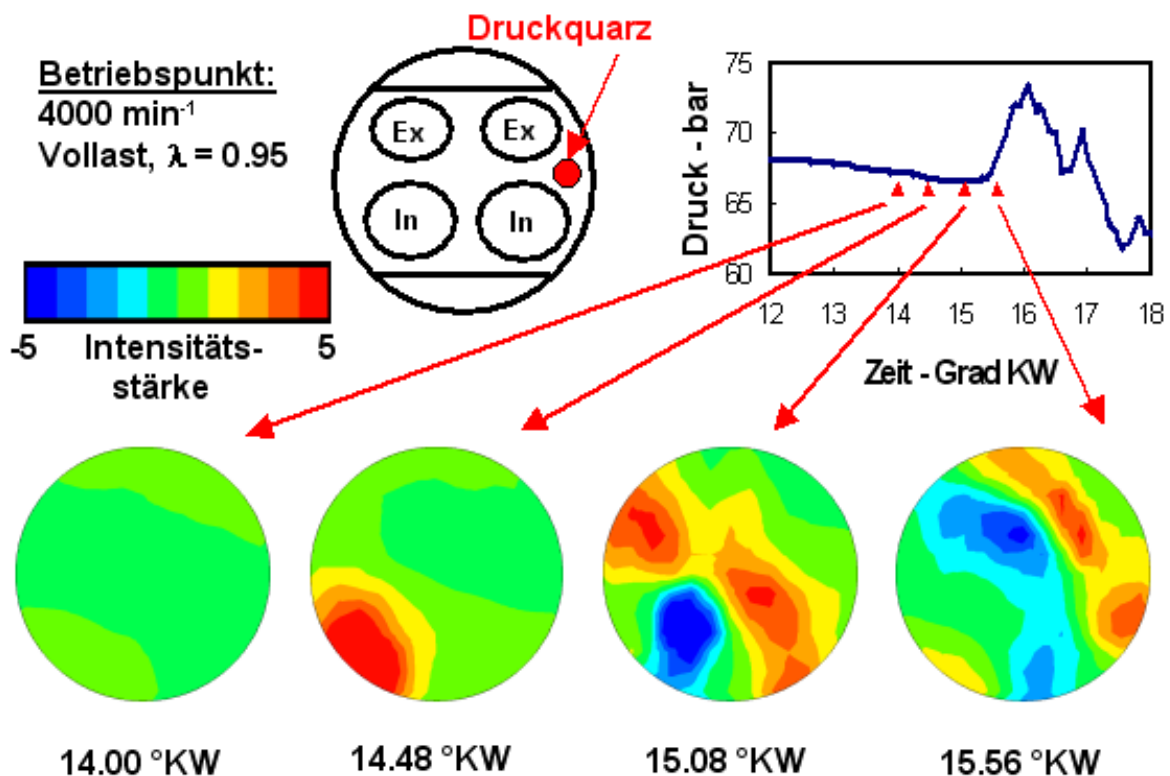 Druckquarz
Betriebspunkt:
4000 min⁻¹
Vollast, λ = 0.95
Ex Ex
In In
-5 Intensitäts- 5
stärke
Druck - bar
75
70
65
60
12 13 14 15 16 17 18
Zeit - Grad KW
14.00 °KW 14.48 °KW 15.08 °KW 15.56 °KW